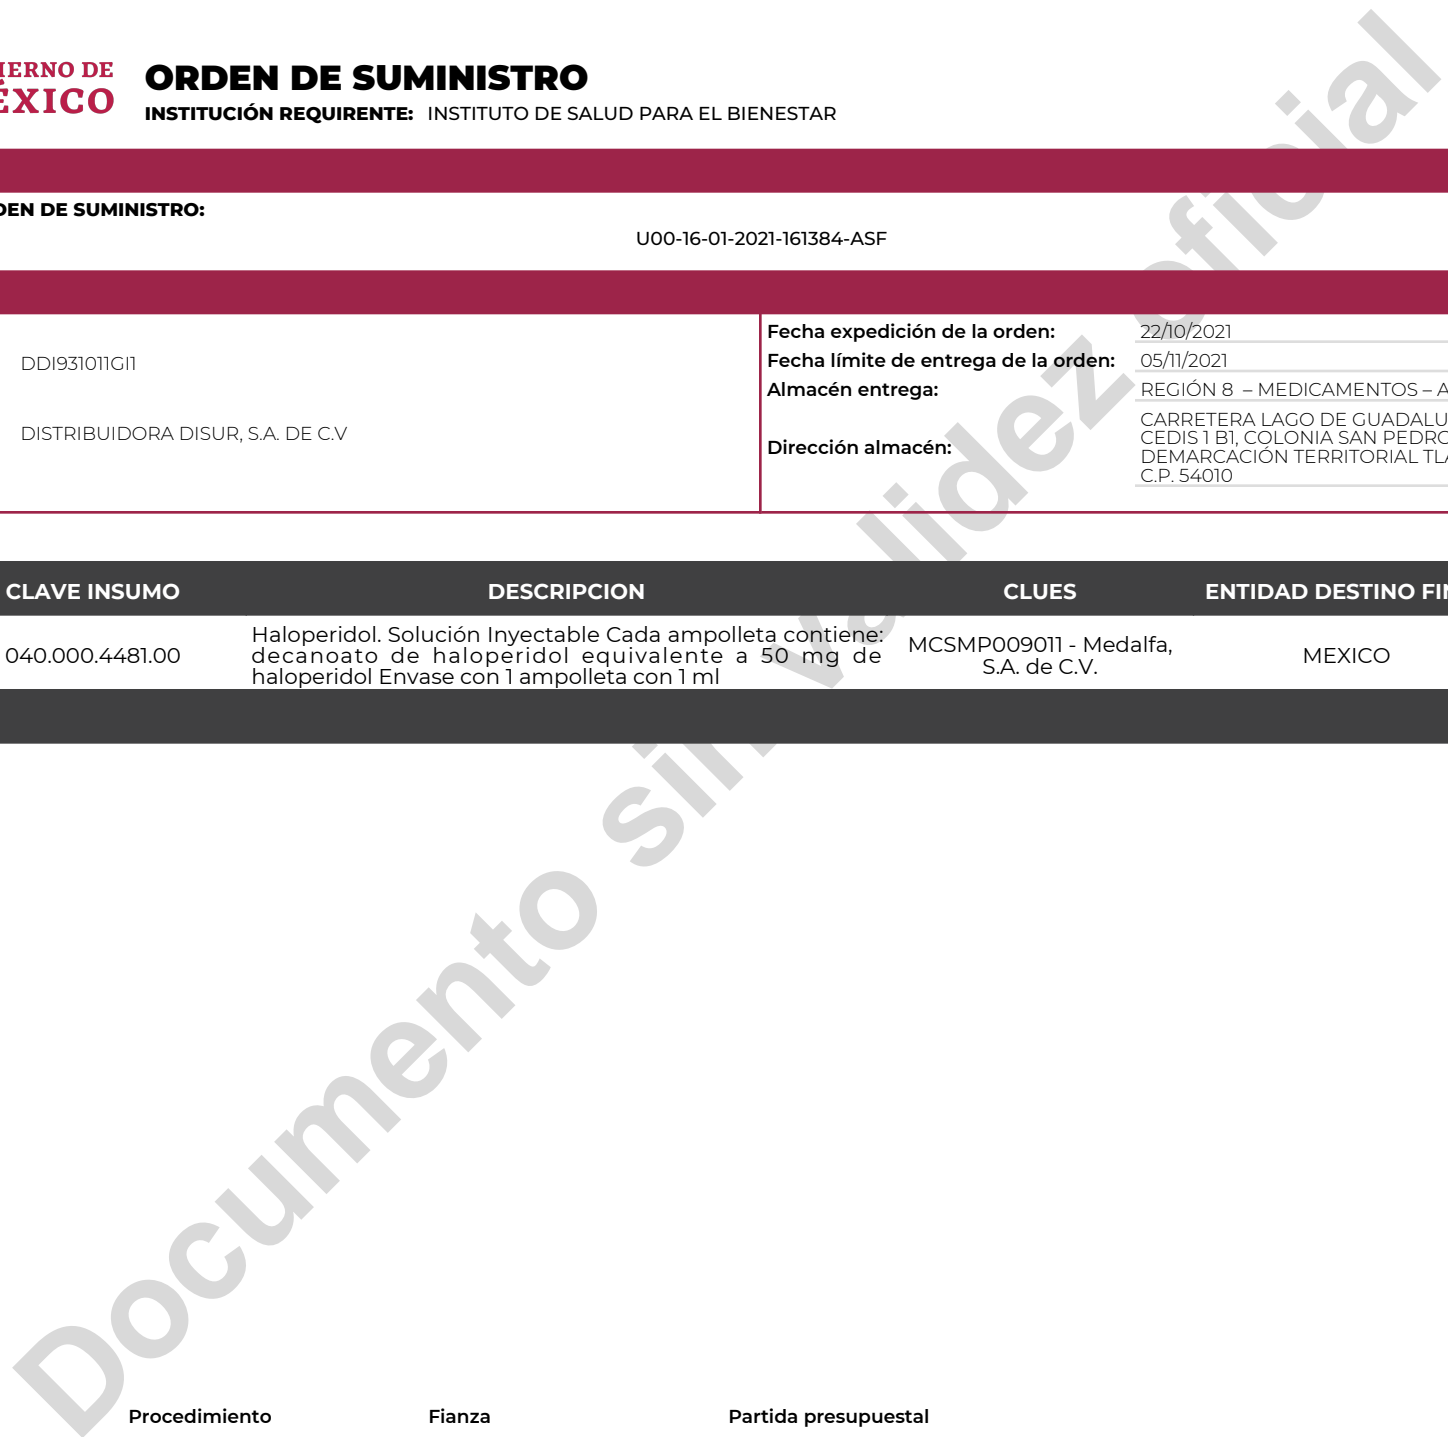 IERNO DE
ÉXICO
ORDEN DE SUMINISTRO
INSTITUCIÓN REQUIRENTE: INSTITUTO DE SALUD PARA EL BIENESTAR
DEN DE SUMINISTRO:
U00-16-01-2021-161384-ASF
DDI931011GI1
DISTRIBUIDORA DISUR, S.A. DE C.V
Fecha expedición de la orden: 22/10/2021
Fecha límite de entrega de la orden: 05/11/2021
Almacén entrega: REGIÓN 8 – MEDICAMENTOS – A
Dirección almacén:
CARRETERA LAGO DE GUADALU
CEDIS 1 B1, COLONIA SAN PEDRO
DEMARCACIÓN TERRITORIAL TLA
C.P. 54010
CLAVE INSUMO DESCRIPCION CLUES ENTIDAD DESTINO FIN
040.000.4481.00
Haloperidol. Solución Inyectable Cada ampolleta contiene:
decanoato de haloperidol equivalente a 50 mg de
haloperidol Envase con 1 ampolleta con 1 ml
MCSMP009011 - Medalfa,
S.A. de C.V.
MEXICO
Documento sin validez oficial
Procedimiento Fianza Partida presupuestal